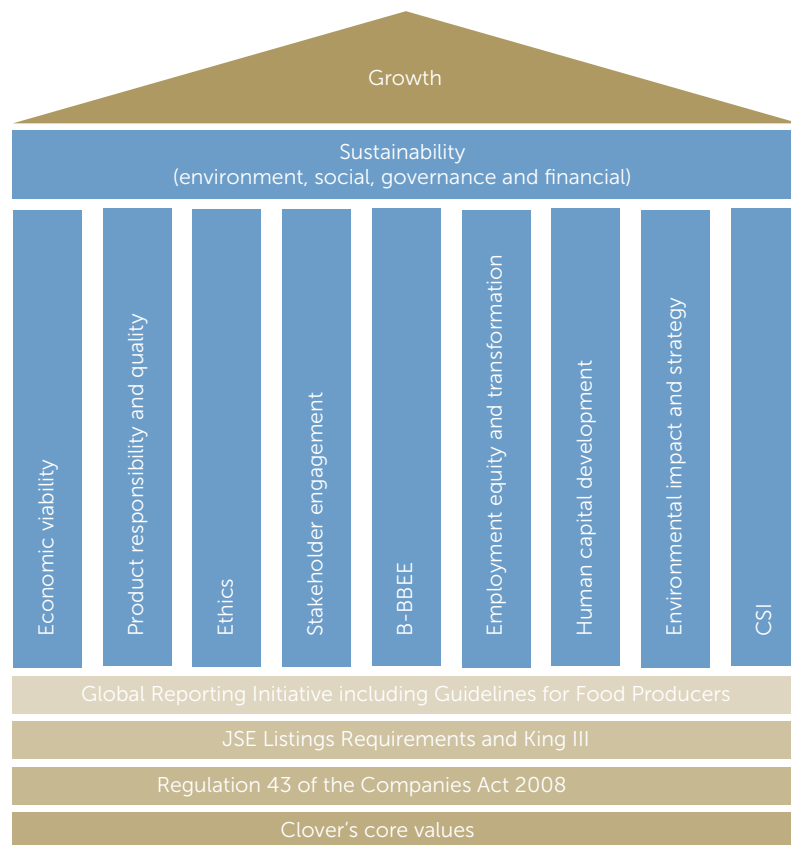 Growth
Sustainability
(environment, social, governance and financial)
Economic viability
Product responsibility and quality
Ethics
Stakeholder engagement
B-BBEE
Employment equity and transformation
Human capital development
Environmental impact and strategy
CSI
Global Reporting Initiative including Guidelines for Food Producers
JSE Listings Requirements and King III
Regulation 43 of the Companies Act 2008
Clover’s core values